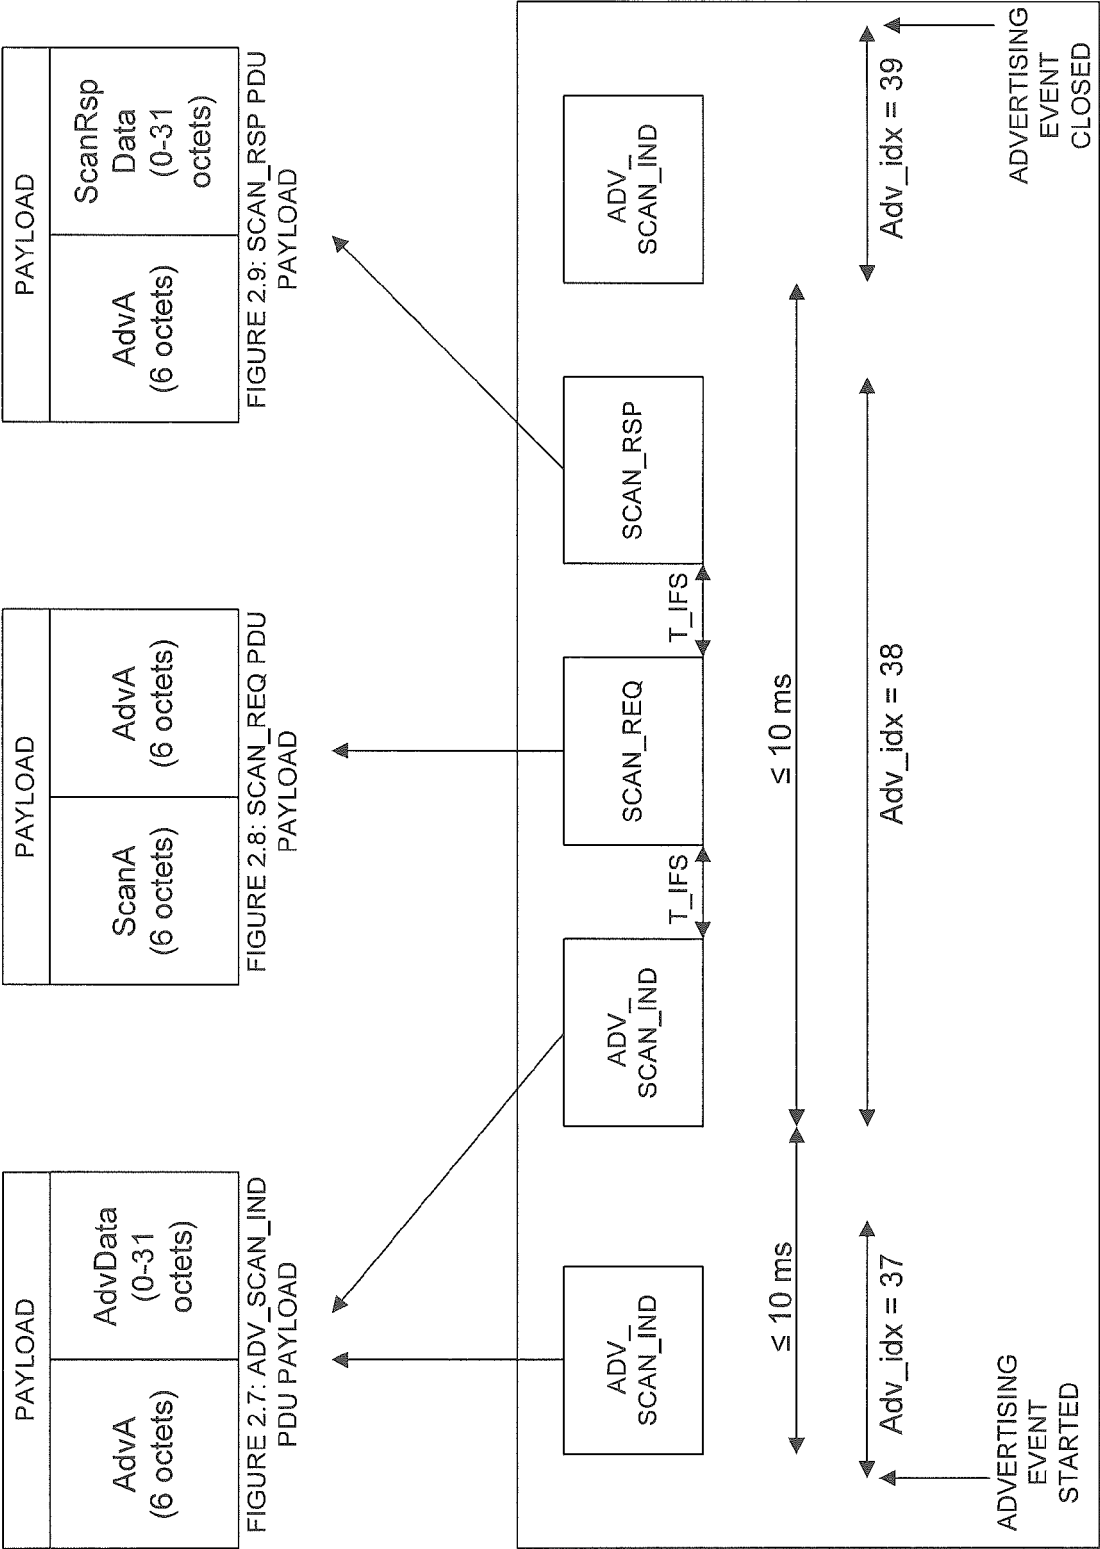 PAYLOAD
AdvA
(6 octets)
AdvData
(0-31
octets)
FIGURE 2.7: ADV_SCAN_IND
PDU PAYLOAD
PAYLOAD
ScanA
(6 octets)
AdvA
(6 octets)
FIGURE 2.8: SCAN_REQ PDU
PAYLOAD
PAYLOAD
AdvA
(6 octets)
ScanRsp
Data
(0-31
octets)
FIGURE 2.9: SCAN_RSP PDU
PAYLOAD
ADV_
SCAN_IND
ADV_
SCAN_IND
T_IFS
SCAN_REQ
T_IFS
SCAN_RSP
ADV_
SCAN_IND
≤ 10 ms
≤ 10 ms
Adv_idx = 37
Adv_idx = 38
Adv_idx = 39
ADVERTISING
EVENT
STARTED
ADVERTISING
EVENT
CLOSED